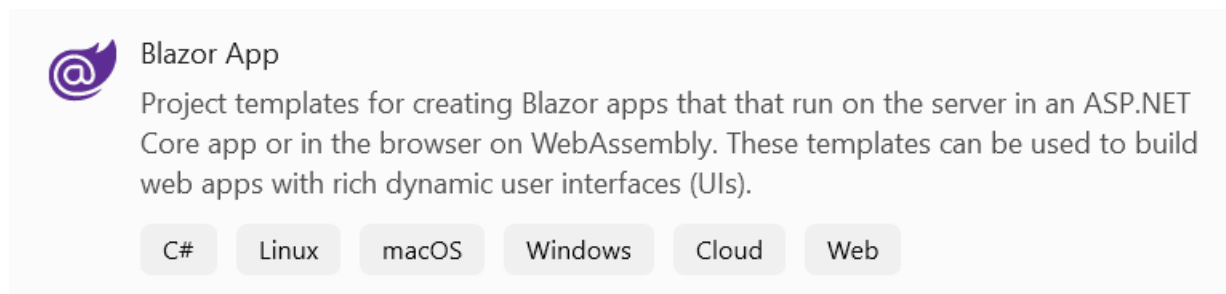 Blazor App
Project templates for creating Blazor apps that that run on the server in an ASP.NET
Core app or in the browser on WebAssembly. These templates can be used to build
web apps with rich dynamic user interfaces (UIs).
C# Linux macOS Windows Cloud Web